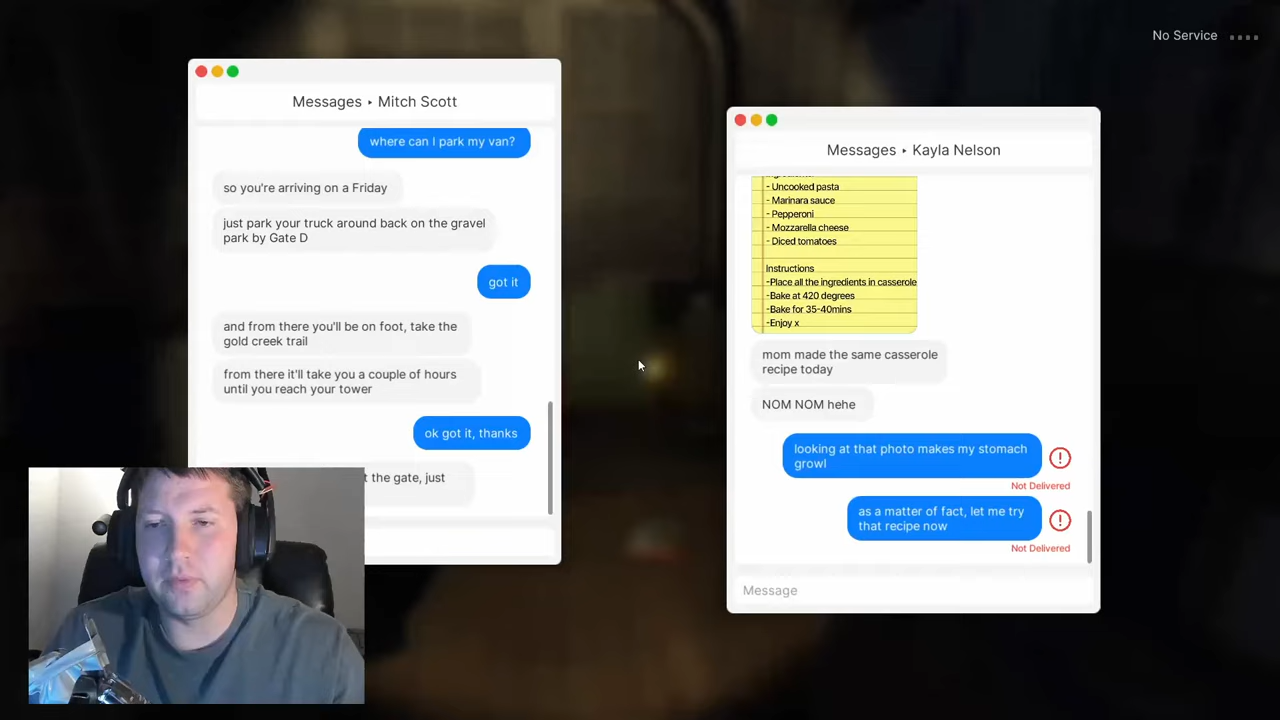 No Service
Messages ▸ Mitch Scott
where can I park my van?
so you're arriving on a Friday
just park your truck around back on the gravel
park by Gate D
got it
and from there you'll be on foot, take the
gold creek trail
from there it'll take you a couple of hours
until you reach your tower
ok got it, thanks
t the gate, just
Messages ▸ Kayla Nelson
- Uncooked pasta
- Marinara sauce
- Pepperoni
- Mozzarella cheese
- Diced tomatoes
Instructions
-Place all the ingredients in casserole
-Bake at 420 degrees
-Bake for 35-40mins
-Enjoy x
mom made the same casserole
recipe today
NOM NOM hehe
looking at that photo makes my stomach
growl
Not Delivered
as a matter of fact, let me try
that recipe now
Not Delivered
Message